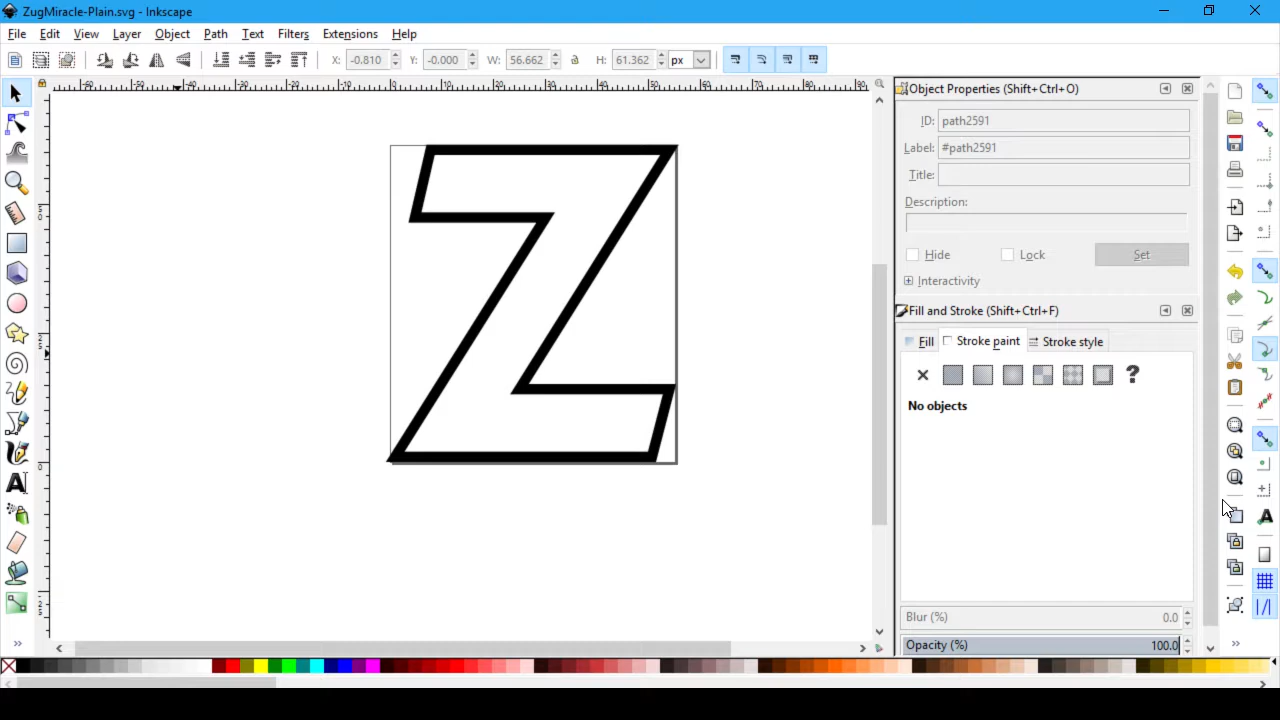 ZugMiracle-Plain.svg - Inkscape
File Edit View Layer Object Path Text Filters Extensions Help
X: -0.810 Y: -0.000 W: 56.662 H: 61.362 px
Object Properties (Shift+Ctrl+O)
ID: path2591
Label: #path2591
Title:
Description:
Hide Lock Set
Interactivity
Fill and Stroke (Shift+Ctrl+F)
Fill Stroke paint Stroke style
?
No objects
Z
Blur (%) 0.0
Opacity (%) 100.0